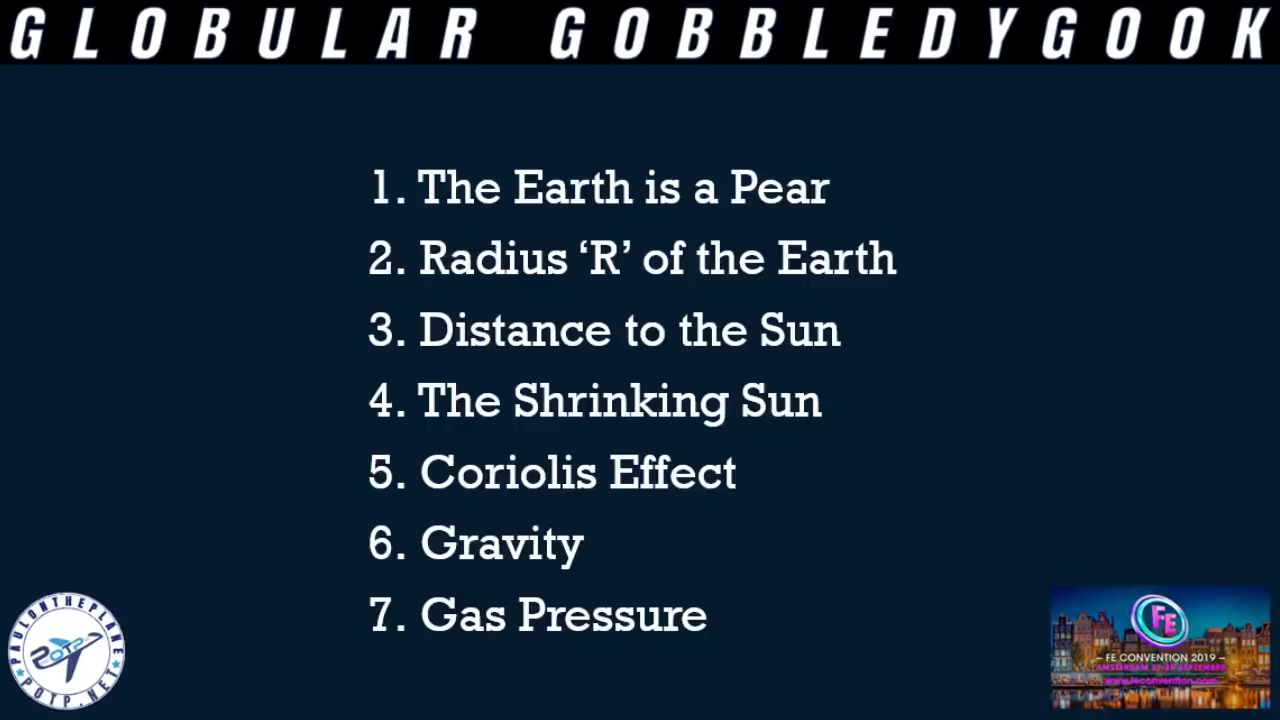 GLOBULAR GOBBLEDYGOOK
1. The Earth is a Pear
2. Radius ‘R’ of the Earth
3. Distance to the Sun
4. The Shrinking Sun
5. Coriolis Effect
6. Gravity
7. Gas Pressure
PAULONTHEPLANE
POTP
POTP.NET
FE
– FE CONVENTION 2019 –
www.feconvention.com